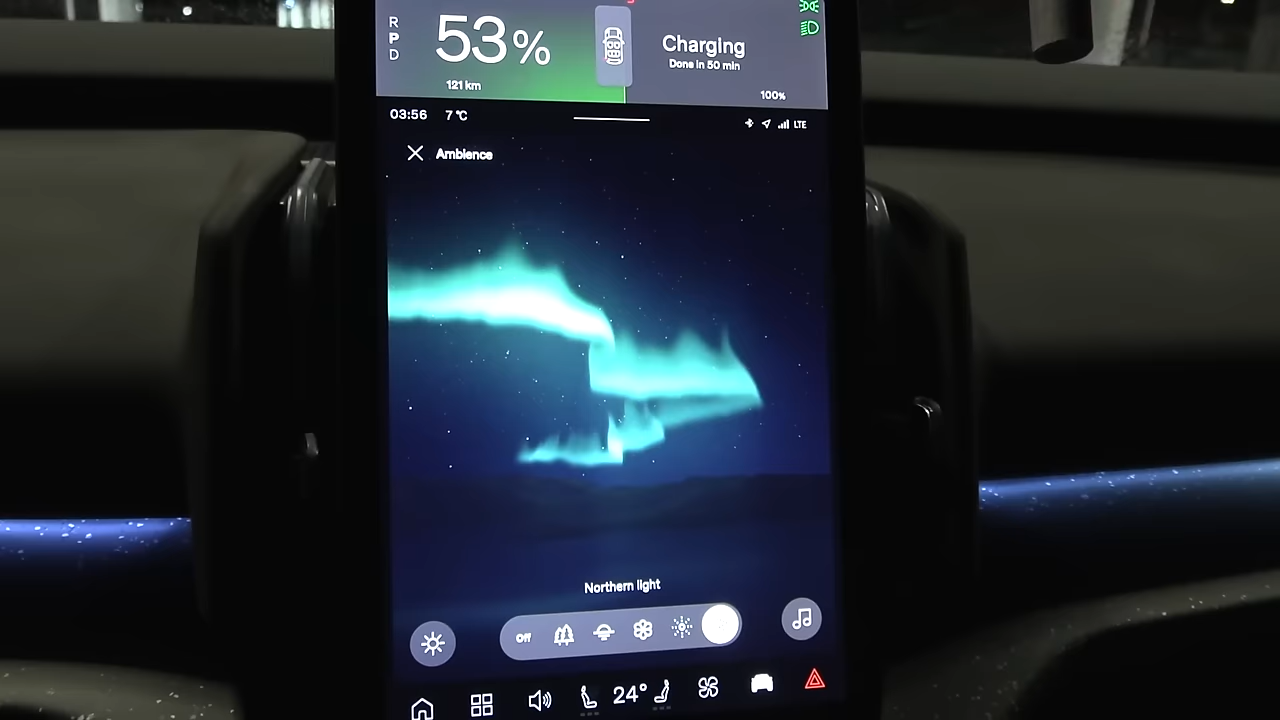 R
P
D
53%
121 km
Charging
Done in 50 min
100%
03:56 7°C
LTE
Ambience
Northern light
Off
24°